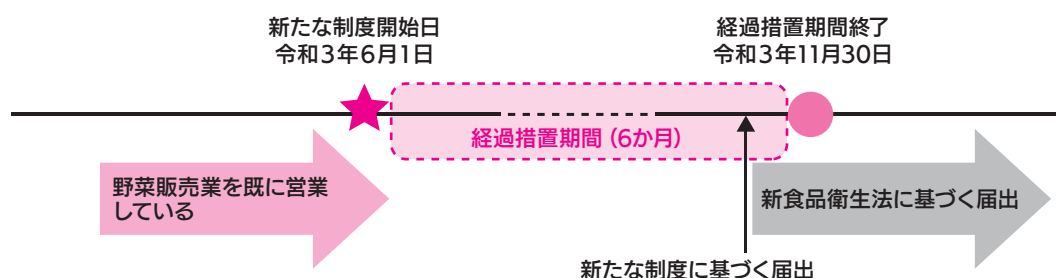 新たな制度開始日
令和3年6月1日
経過措置期間終了
令和3年11月30日
経過措置期間(6か月)
野菜販売業を既に営業
している
新食品衛生法に基づく届出
新たな制度に基づく届出